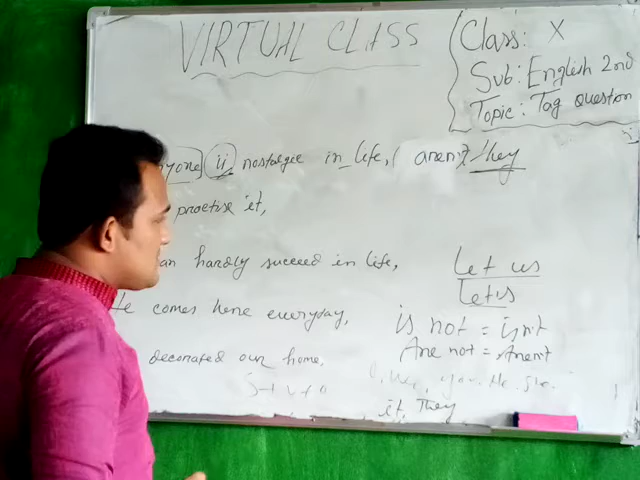 VIRTUAL CLASS
Class: X
Sub: English 2nd
Topic: Tag question
yone is nostalgic in life, ( aren't they
practise it,
an hardly succeed in life,
He comes here everyday,
decorated our home.
Let us
Let's
is not = isn't
Are not = Aren't
S+V+O
I, We, you, He, She,
it, They